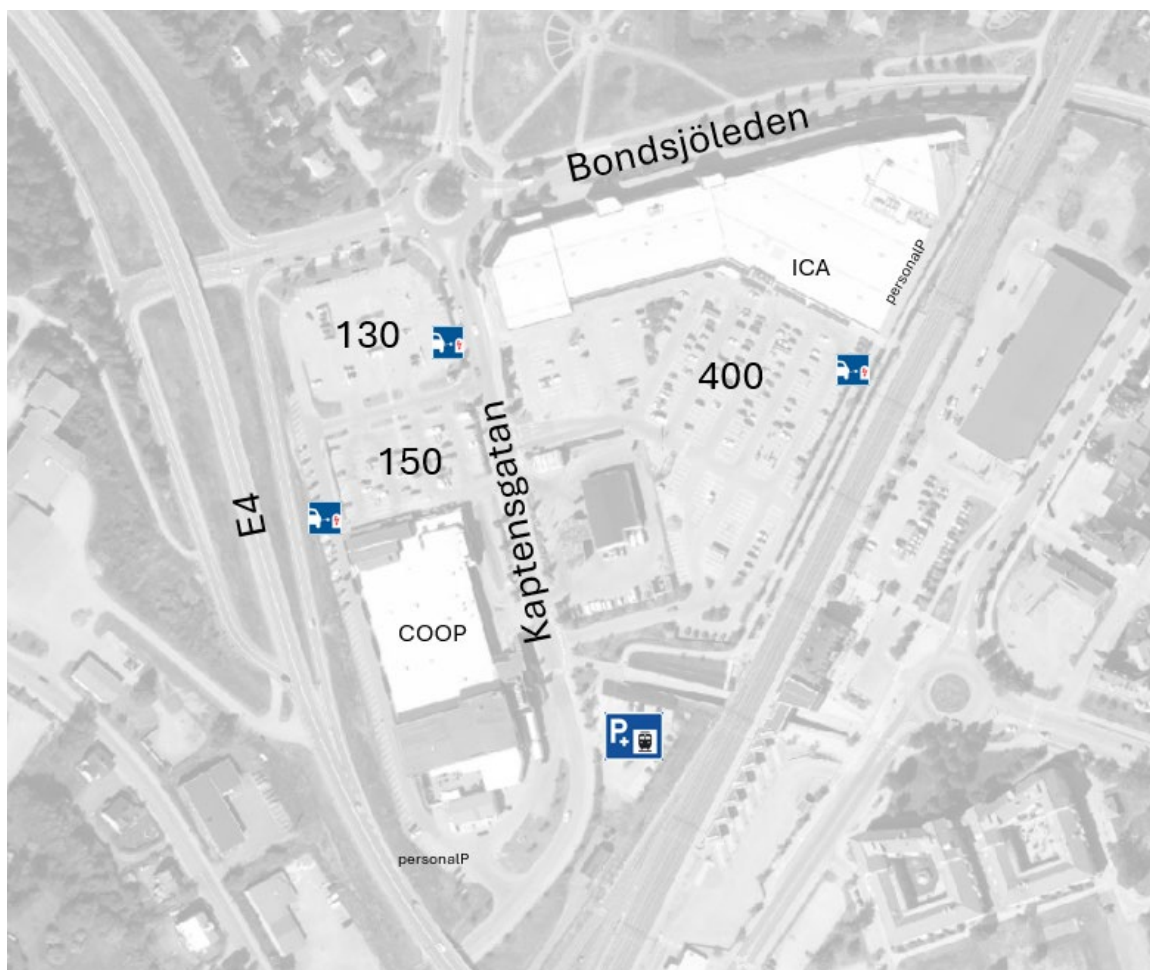 Bondsjöleden
ICA
personalP
130
400
150
Kaptensgatan
E4
COOP
P+
personalP